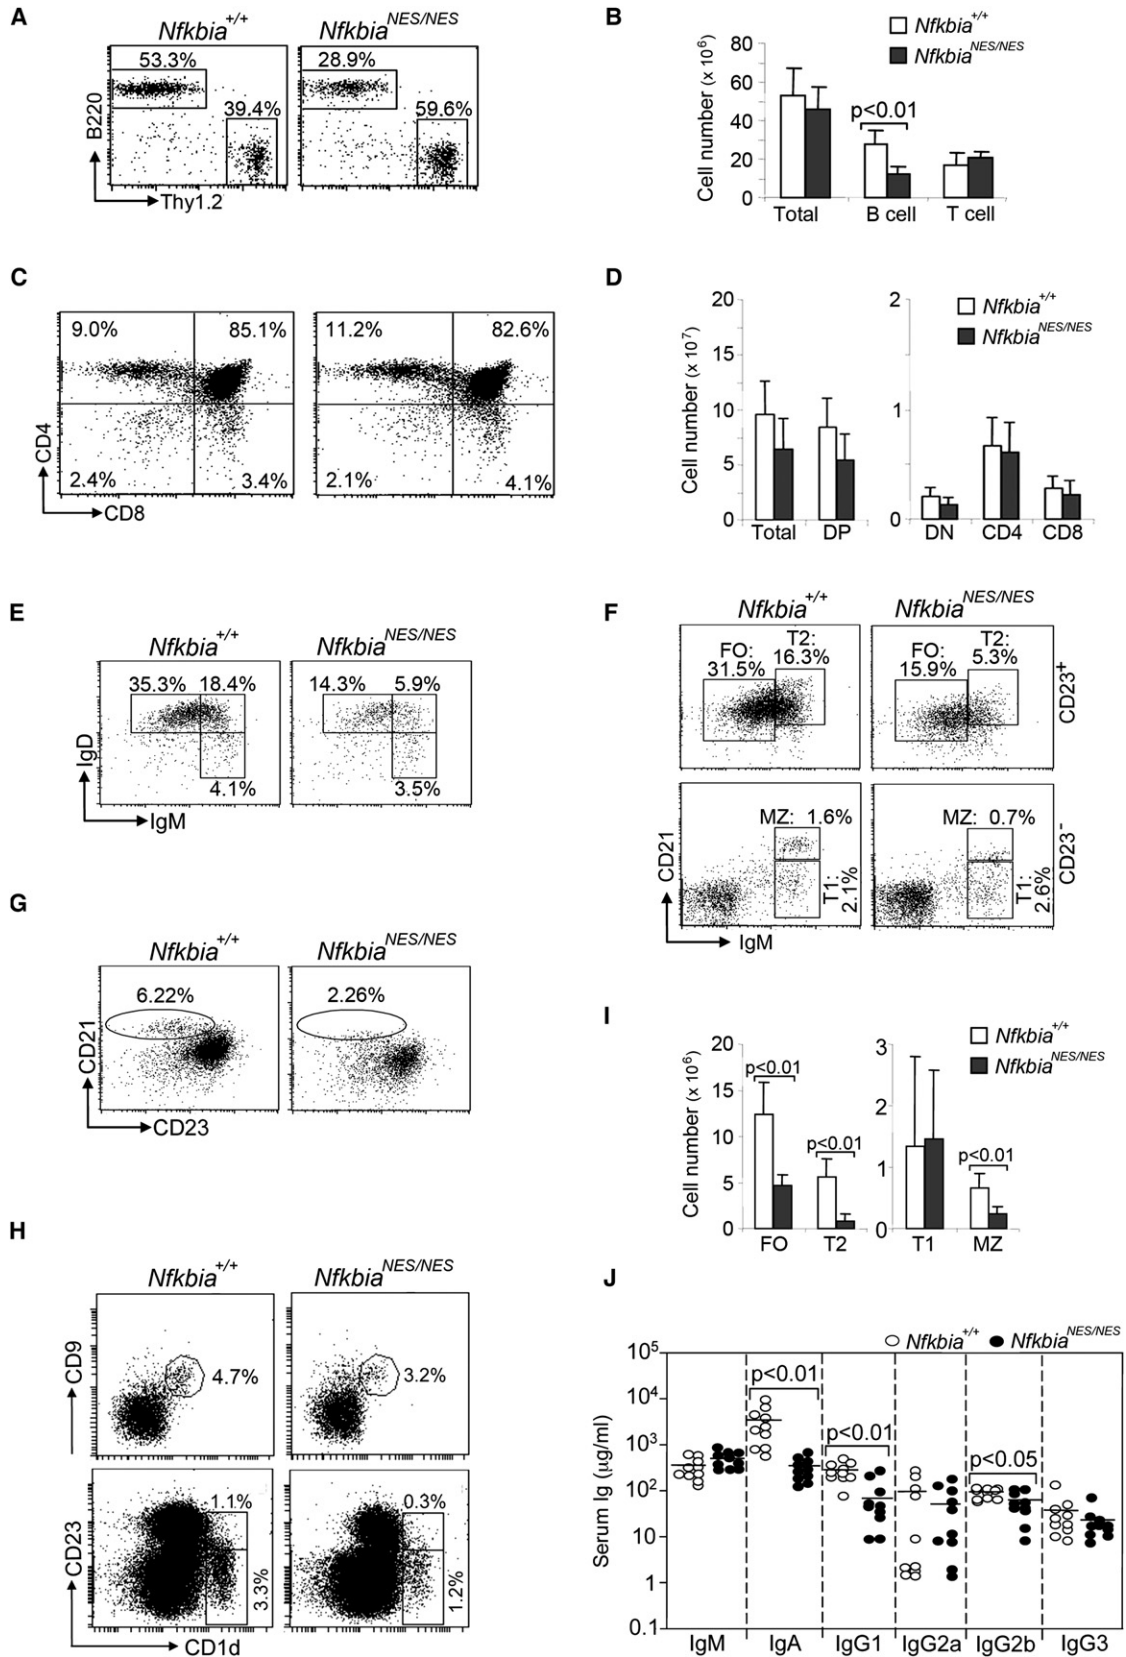 A
Nfkbia+/+
NfkbiaNES/NES
53.3%
28.9%
39.4%
59.6%
B220
Thy1.2
B
Nfkbia+/+
NfkbiaNES/NES
Cell number (x 10⁶)
80
60
40
20
0
p<0.01
Total
B cell
T cell
C
9.0%
85.1%
11.2%
82.6%
2.4%
3.4%
2.1%
4.1%
CD4
CD8
D
Nfkbia+/+
NfkbiaNES/NES
Cell number (x 10⁷)
20
15
10
5
0
2
1
0
Total
DP
DN
CD4
CD8
E
Nfkbia+/+
NfkbiaNES/NES
35.3%
18.4%
14.3%
5.9%
4.1%
3.5%
IgD
IgM
F
Nfkbia+/+
NfkbiaNES/NES
FO:
31.5%
T2:
16.3%
FO:
15.9%
T2:
5.3%
CD23+
MZ: 1.6%
MZ: 0.7%
T1:
2.1%
T1:
2.6%
CD23-
CD21
IgM
G
Nfkbia+/+
NfkbiaNES/NES
6.22%
2.26%
CD21
CD23
H
Nfkbia+/+
NfkbiaNES/NES
CD9
4.7%
3.2%
1.1%
0.3%
3.3%
1.2%
CD23
CD1d
I
Nfkbia+/+
NfkbiaNES/NES
Cell number (x 10⁶)
20
15
10
5
0
p<0.01
p<0.01
3
2
1
0
p<0.01
FO
T2
T1
MZ
J
Nfkbia+/+
NfkbiaNES/NES
Serum Ig (µg/ml)
10⁵
10⁴
10³
10²
10
1
0.1
p<0.01
p<0.01
p<0.05
IgM
IgA
IgG1
IgG2a
IgG2b
IgG3